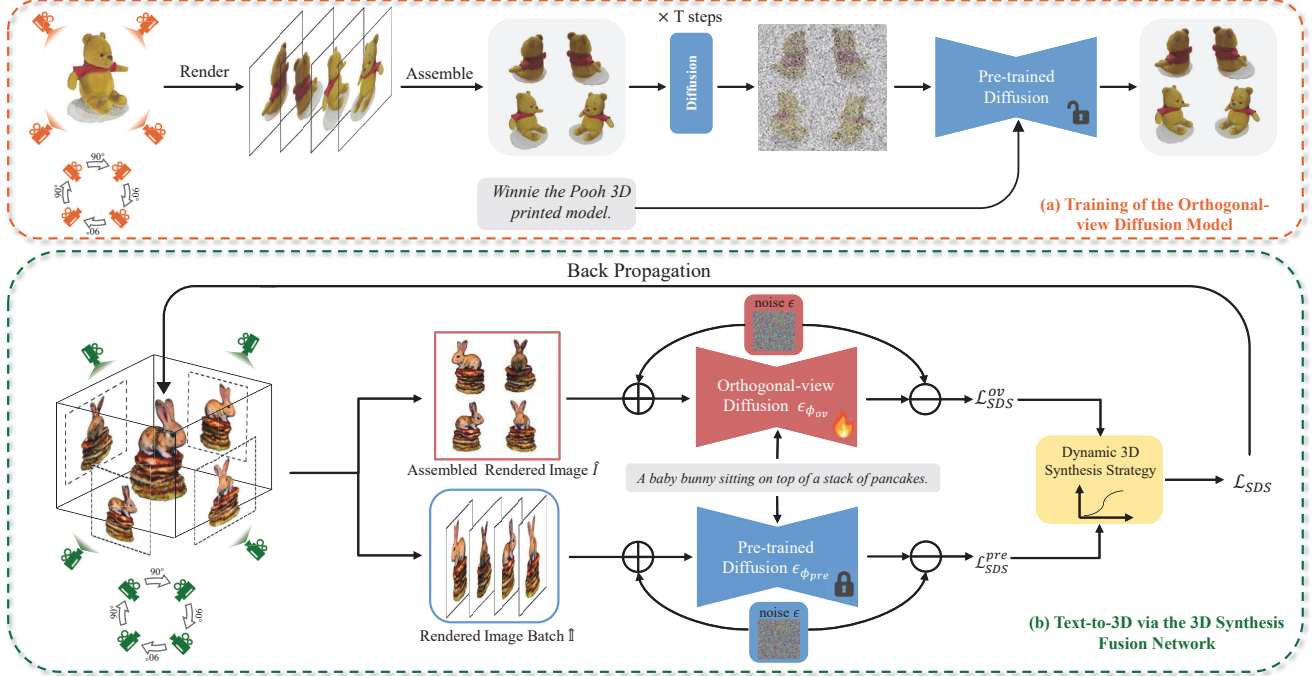 × T steps
Render
Assemble
Diffusion
Pre-trained
Diffusion
90°
90°
90°
90°
Winnie the Pooh 3D
printed model.
(a) Training of the Orthogonal-
view Diffusion Model
Back Propagation
noise ϵ
Orthogonal-view
Diffusion ϵ_{ϕ_{ov}}
ℒ_{SDS}^{ov}
Assembled Rendered Image Î
A baby bunny sitting on top of a stack of pancakes.
Dynamic 3D
Synthesis Strategy
ℒ_{SDS}
Pre-trained
Diffusion ϵ_{ϕ_{pre}}
ℒ_{SDS}^{pre}
90°
90°
90°
90°
noise ϵ
Rendered Image Batch 𝕀̂
(b) Text-to-3D via the 3D Synthesis
Fusion Network